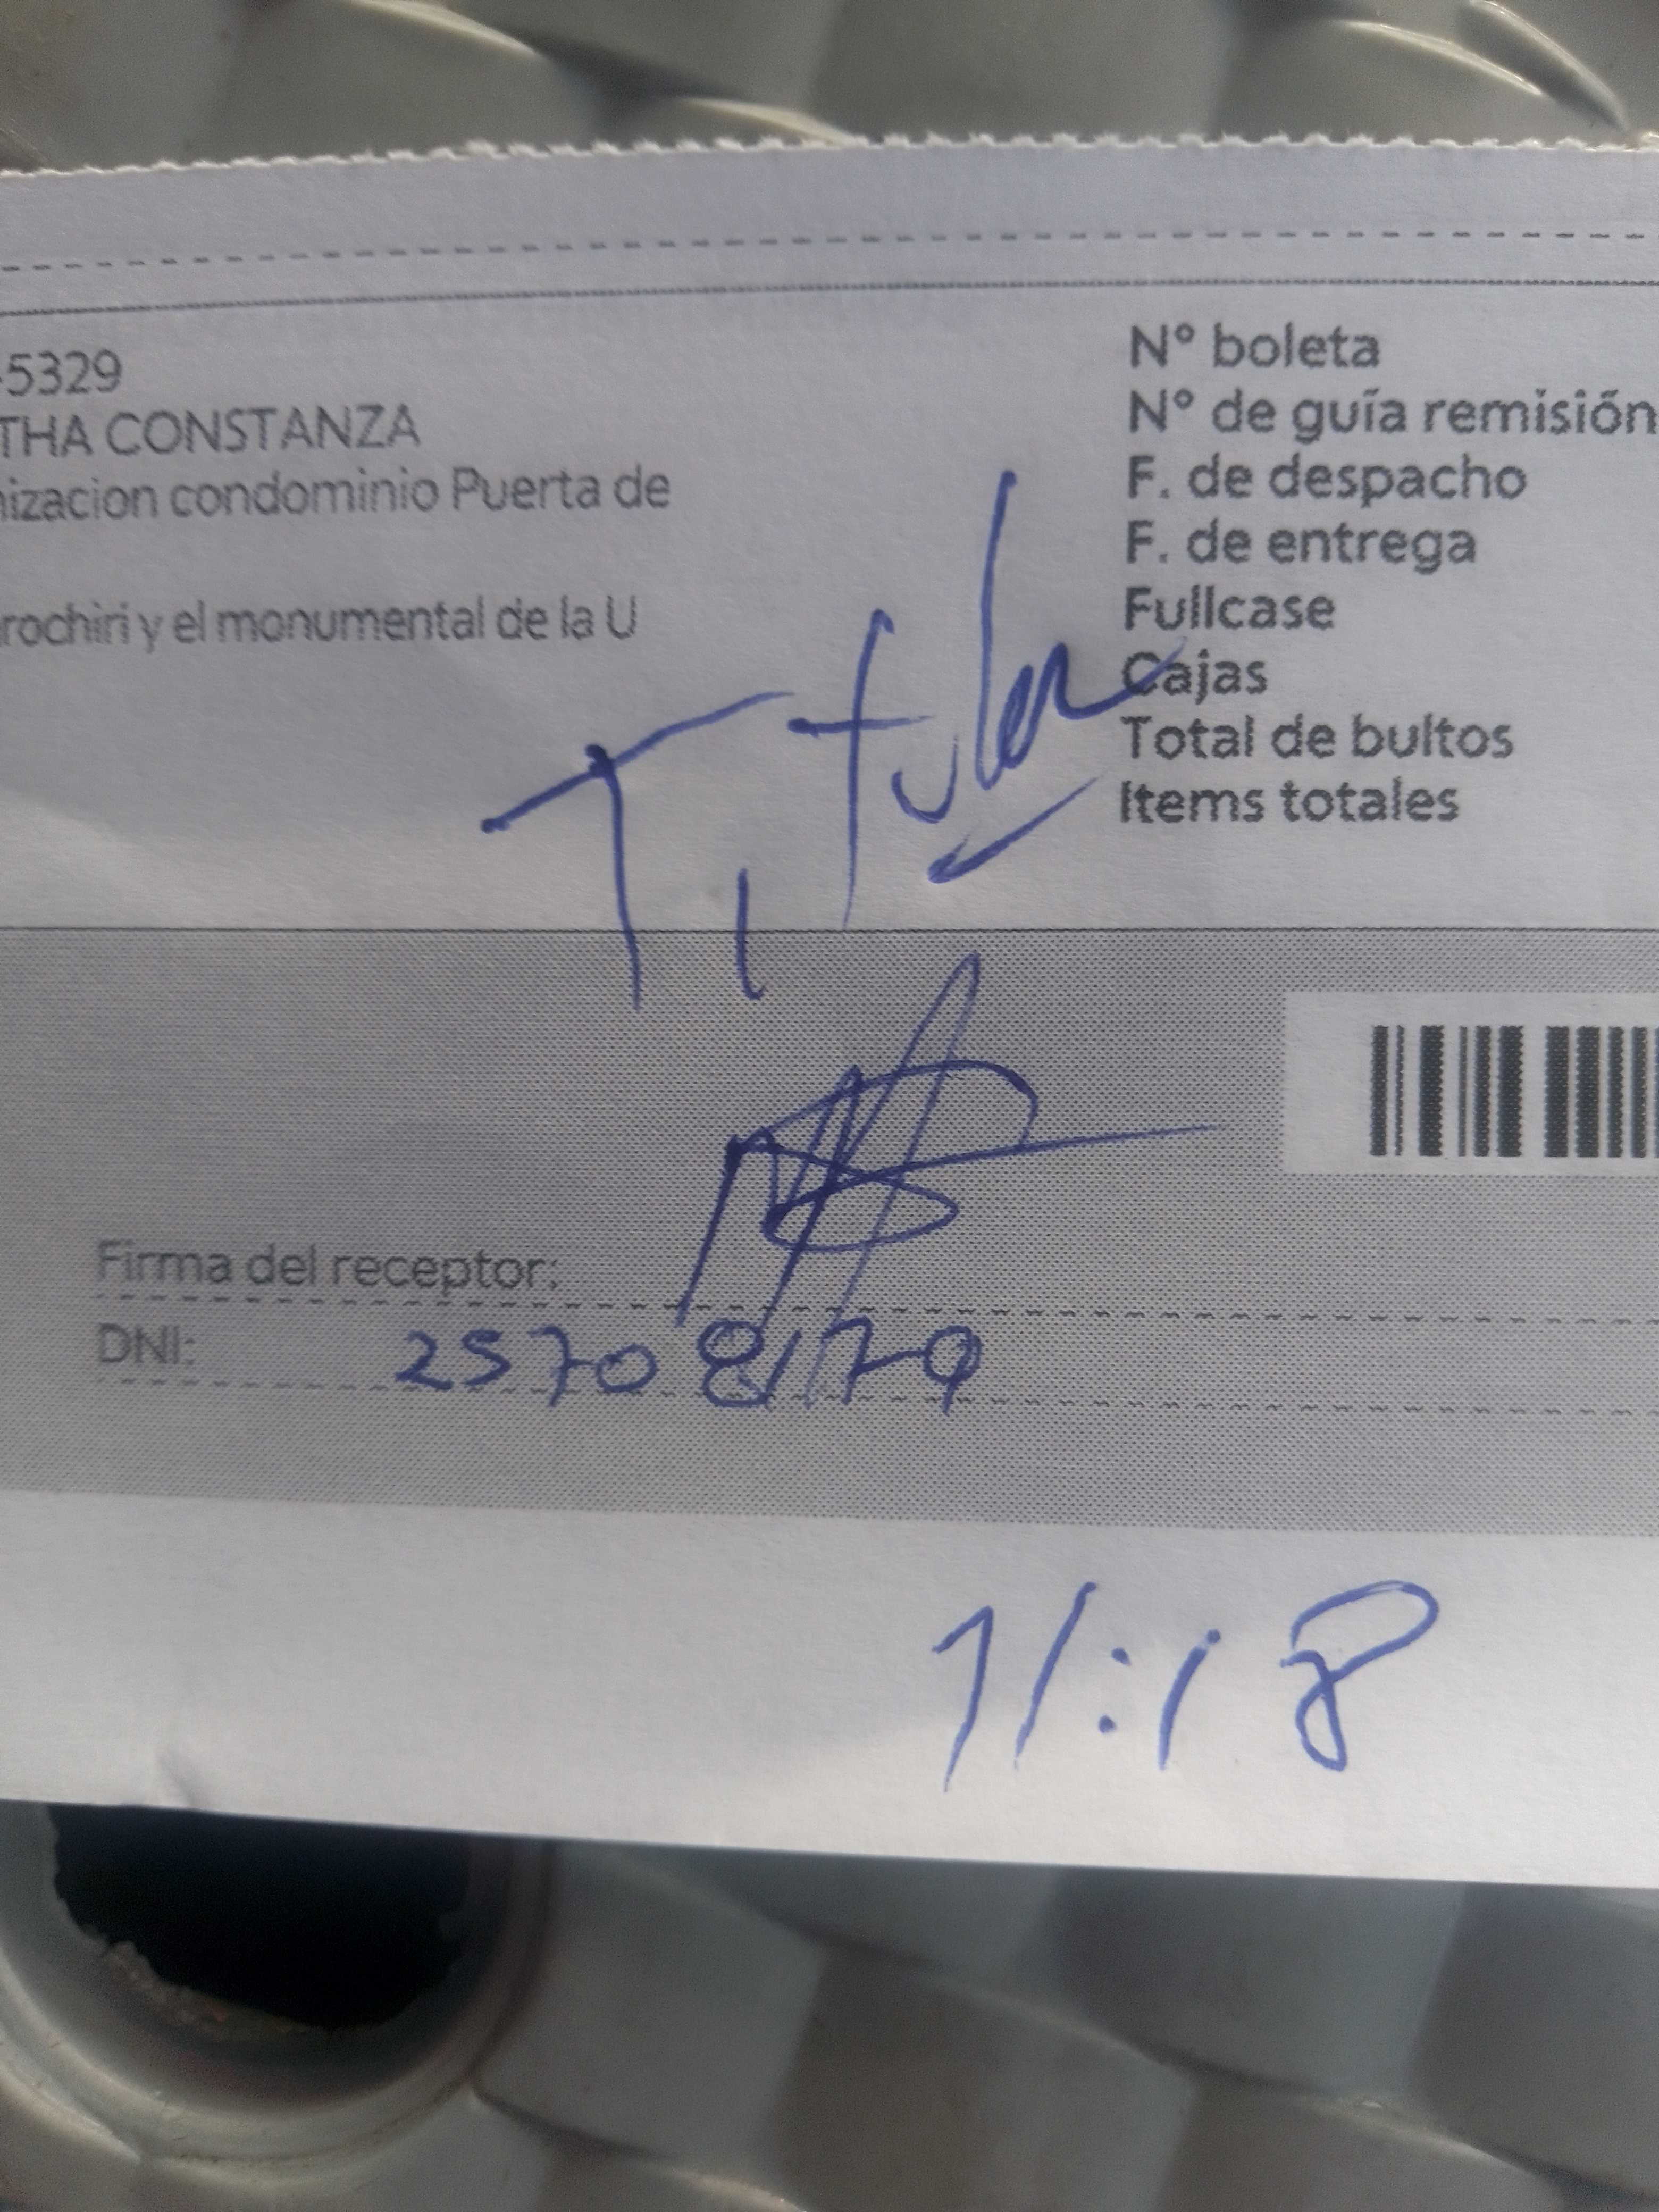 -5329
THA CONSTANZA
nizacion condominio Puerta de
rochiri y el monumental de la U
N° boleta
N° de guía remisión
F. de despacho
F. de entrega
Fullcase
Cajas
Total de bultos
Items totales
Titular
Firma del receptor:
DNI: 25708179
11:18